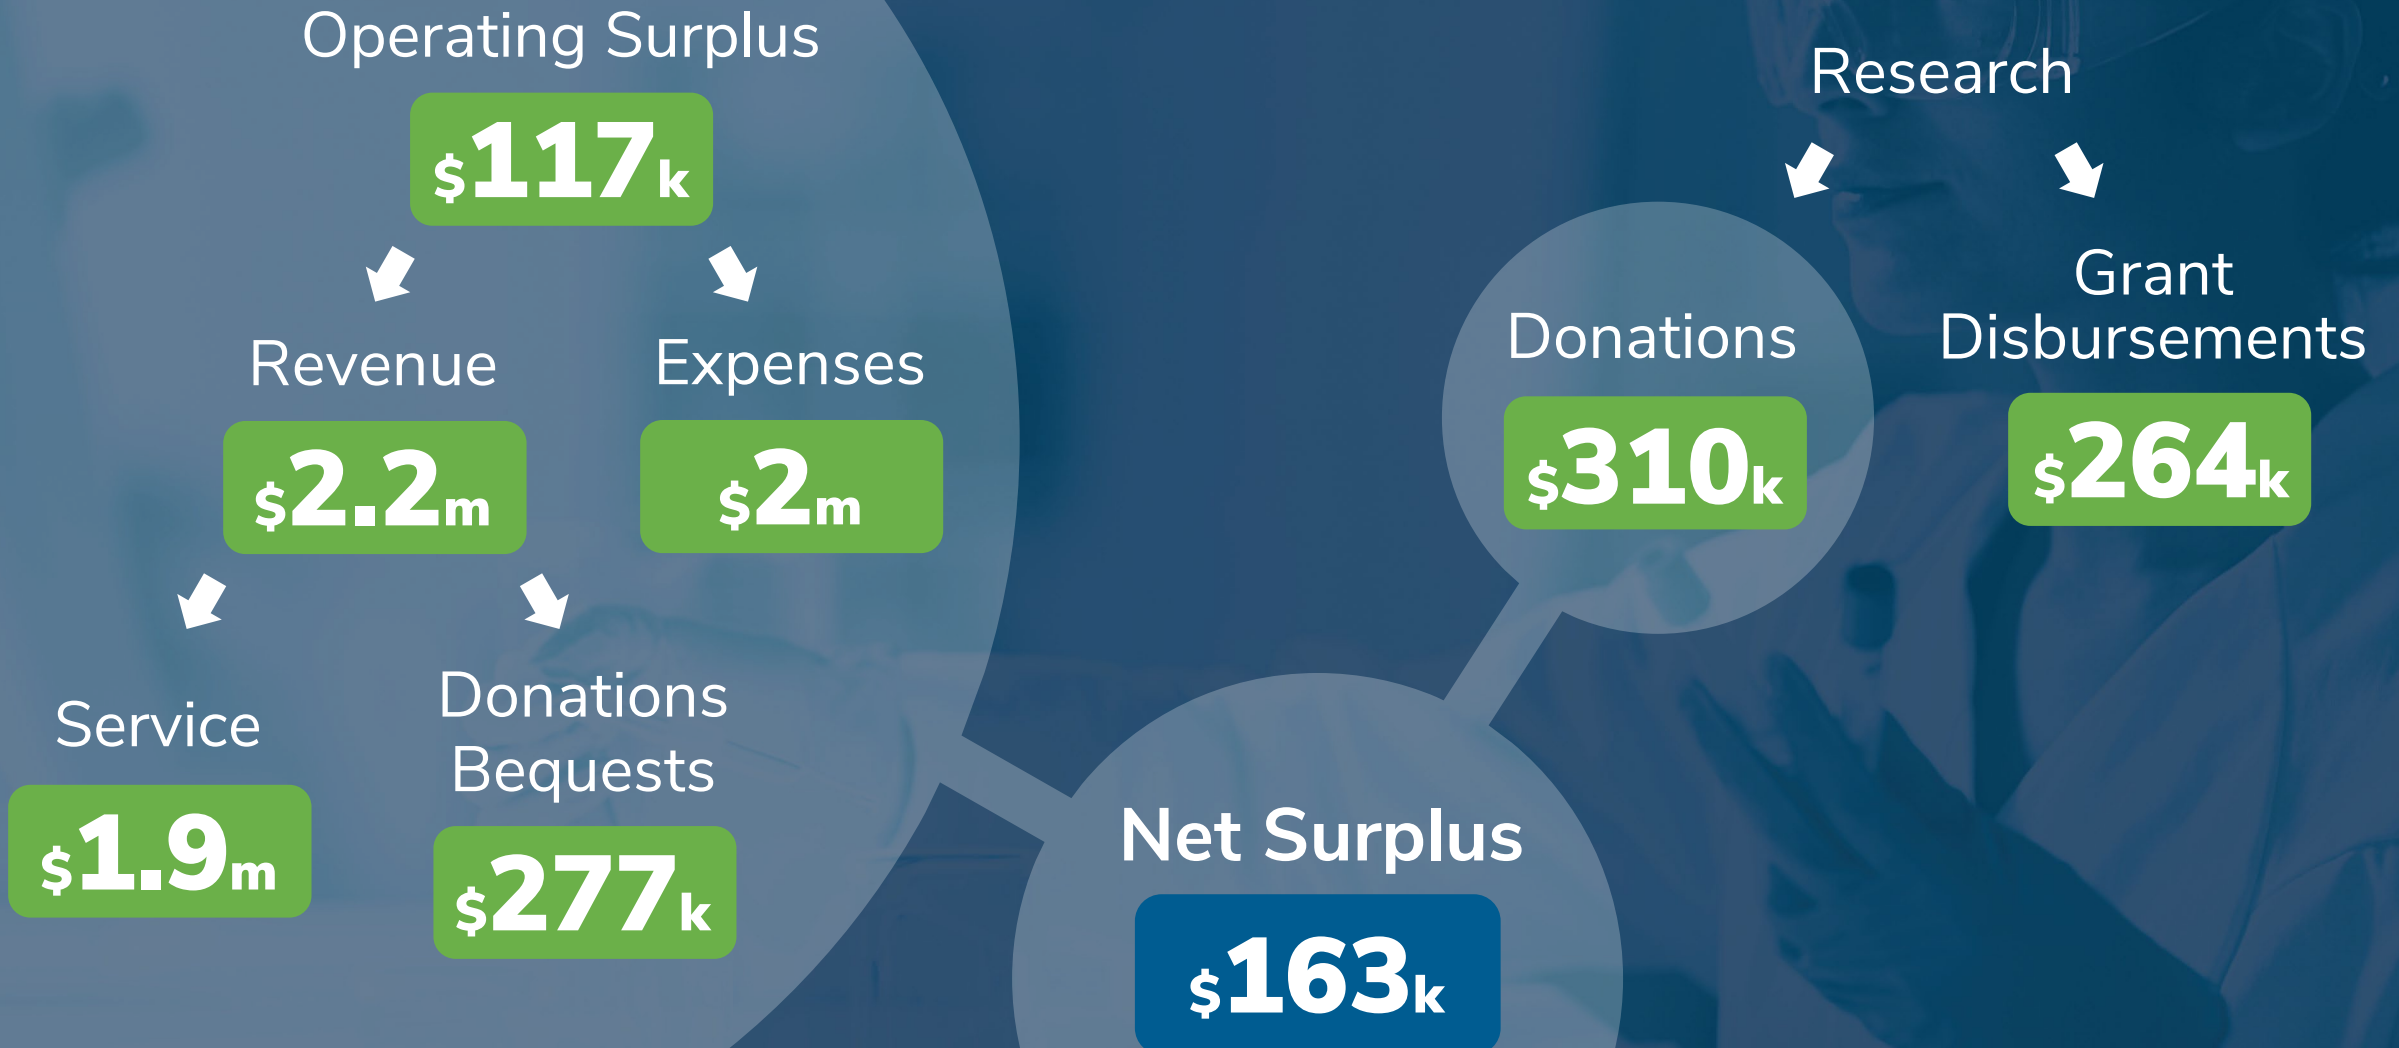 Operating Surplus
$117k
Revenue
$2.2m
Expenses
$2m
Service
$1.9m
Donations
Bequests
$277k
Research
Donations
$310k
Grant
Disbursements
$264k
Net Surplus
$163k